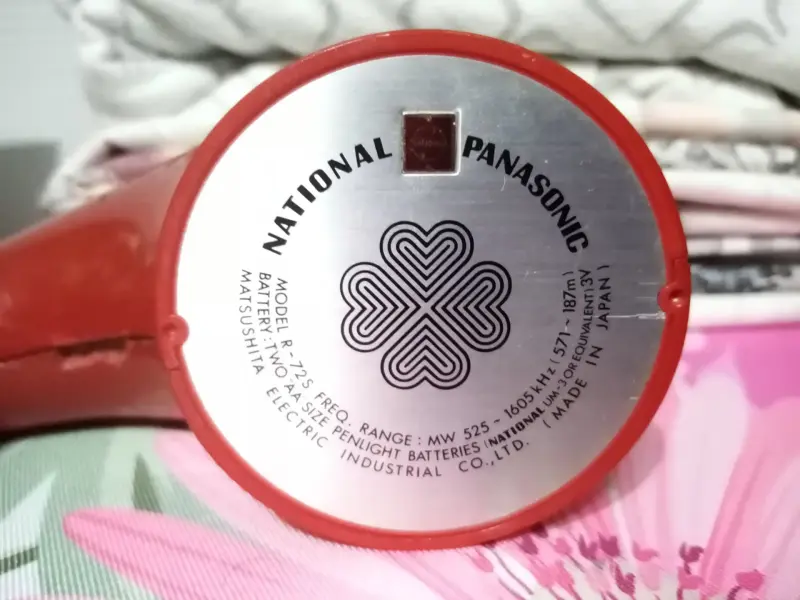 NATIONAL PANASONIC
MODEL R-72S FREQ. RANGE : MW 525~1605 kHz (571~187m)
BATTERY : TWO "AA" SIZE PENLIGHT BATTERIES (NATIONAL UM-3 OR EQUIVALENT) 3V
MATSUSHITA ELECTRIC INDUSTRIAL CO., LTD. (MADE IN JAPAN)